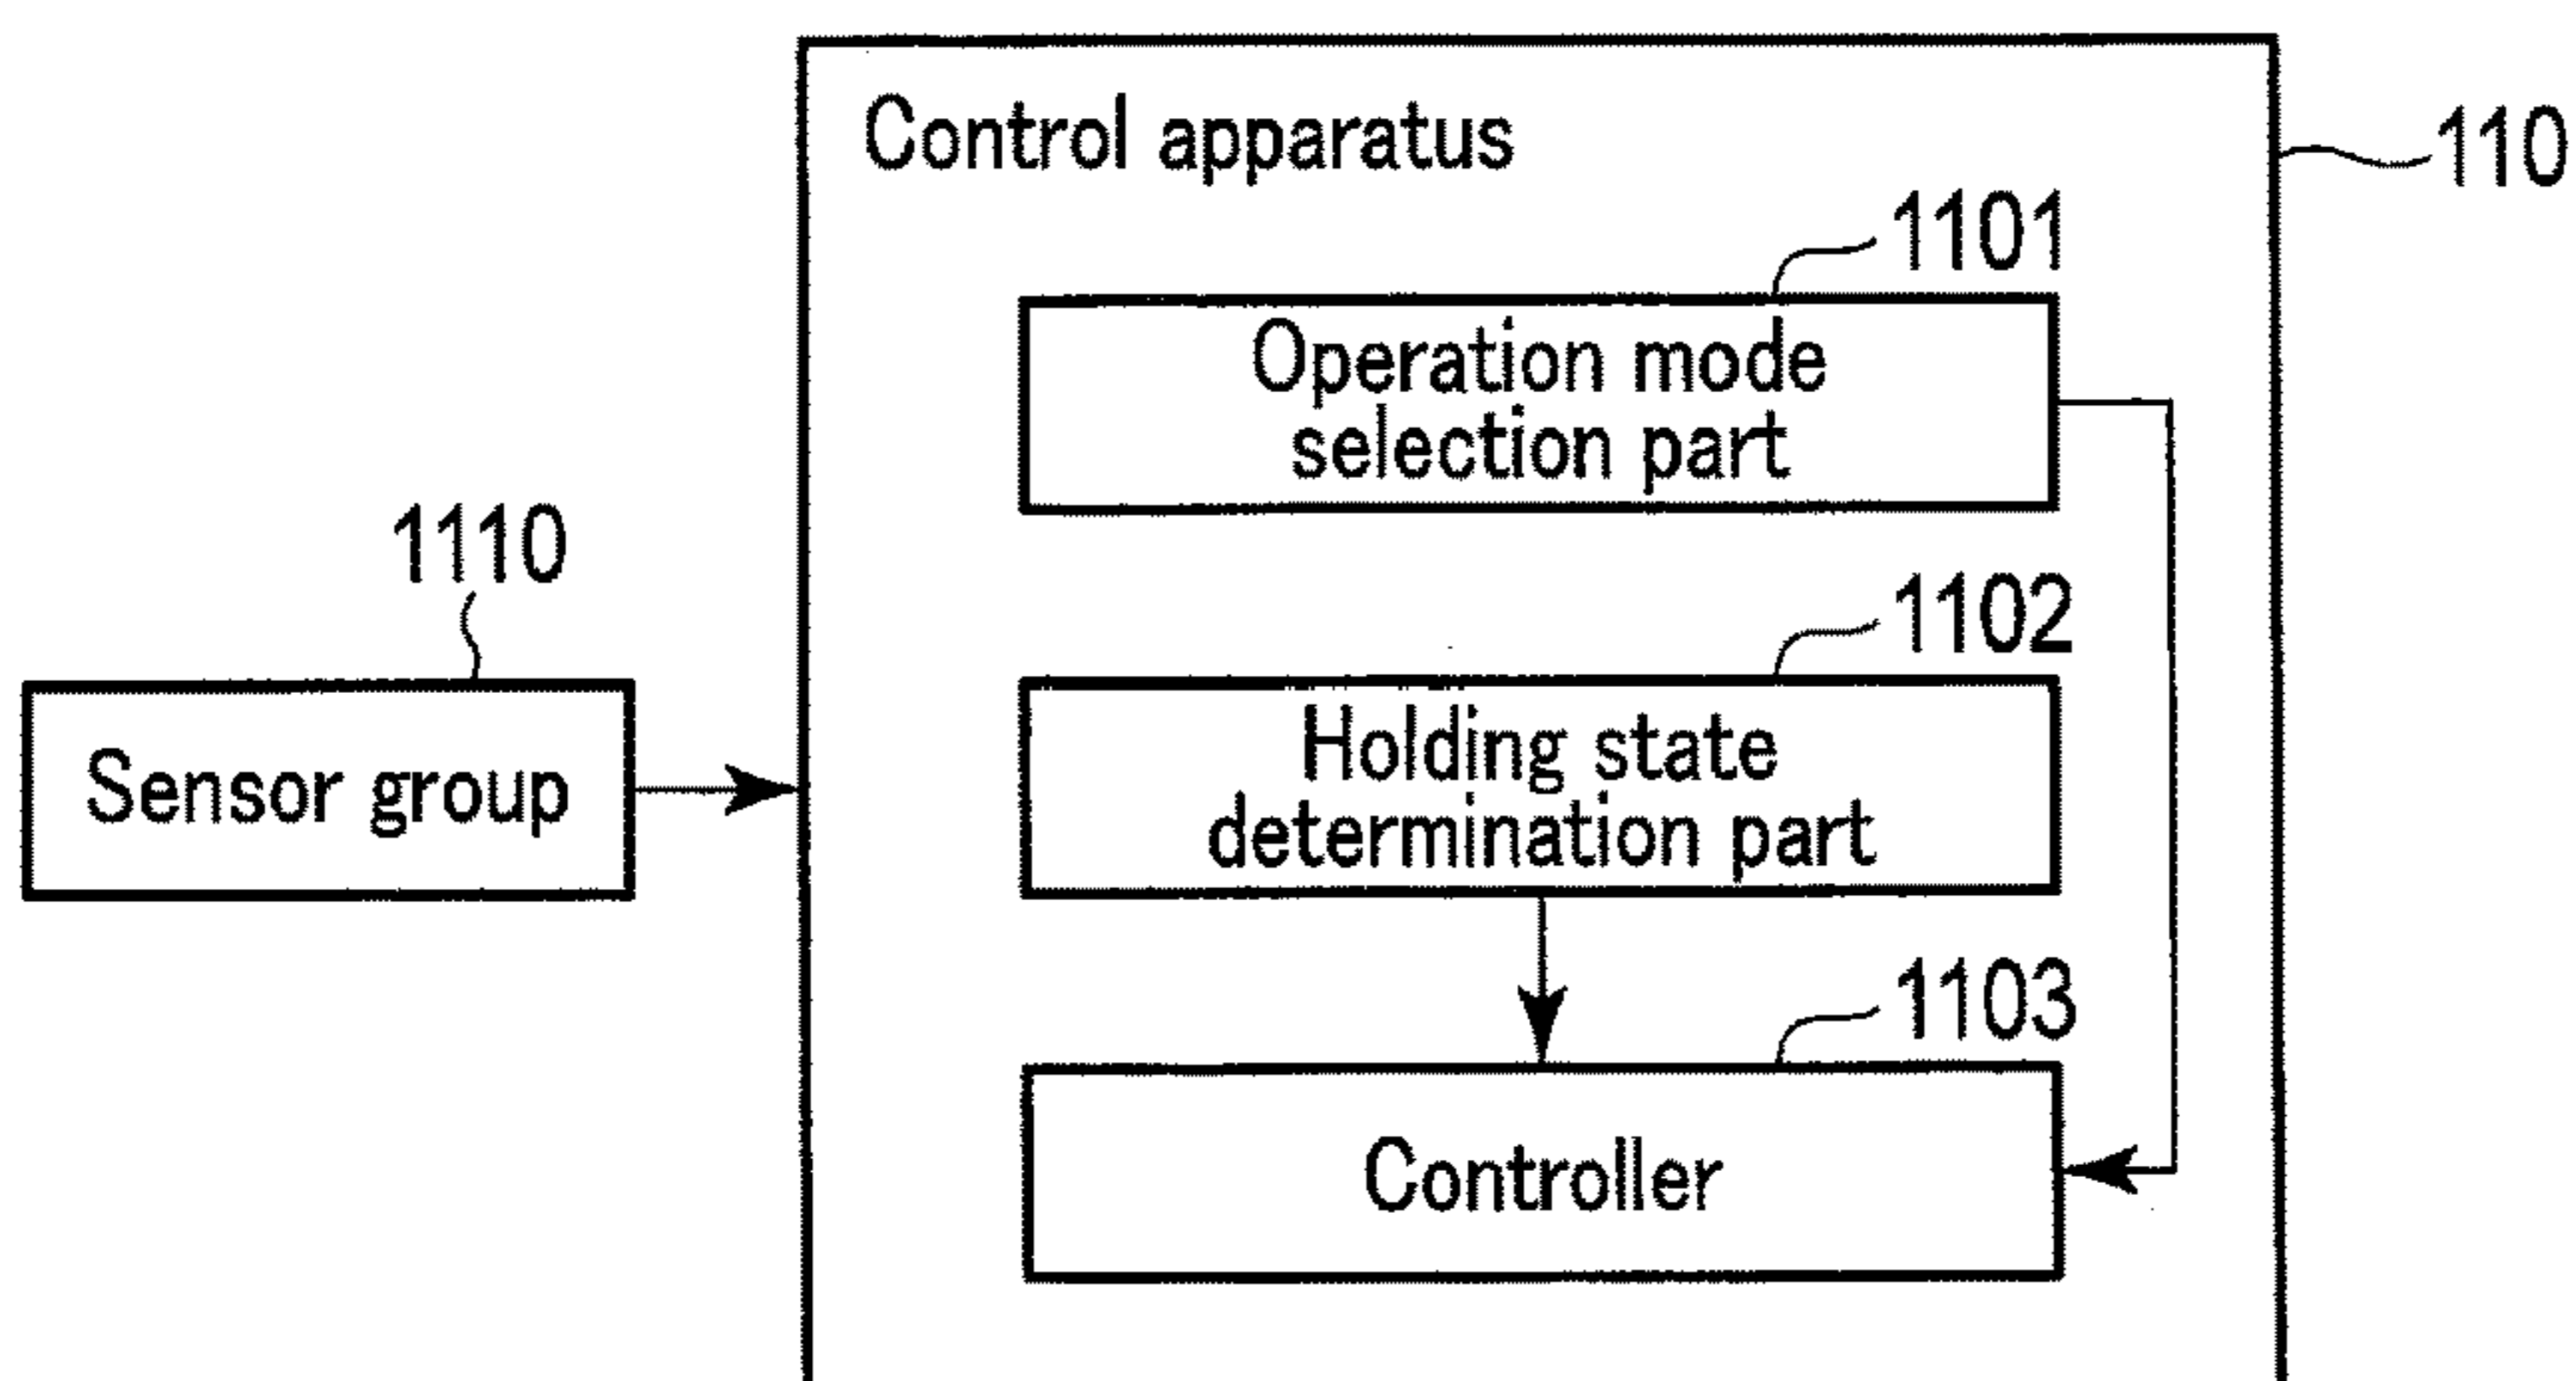 Control apparatus
110
1101
Operation mode
selection part
1110
Sensor group
1102
Holding state
determination part
1103
Controller